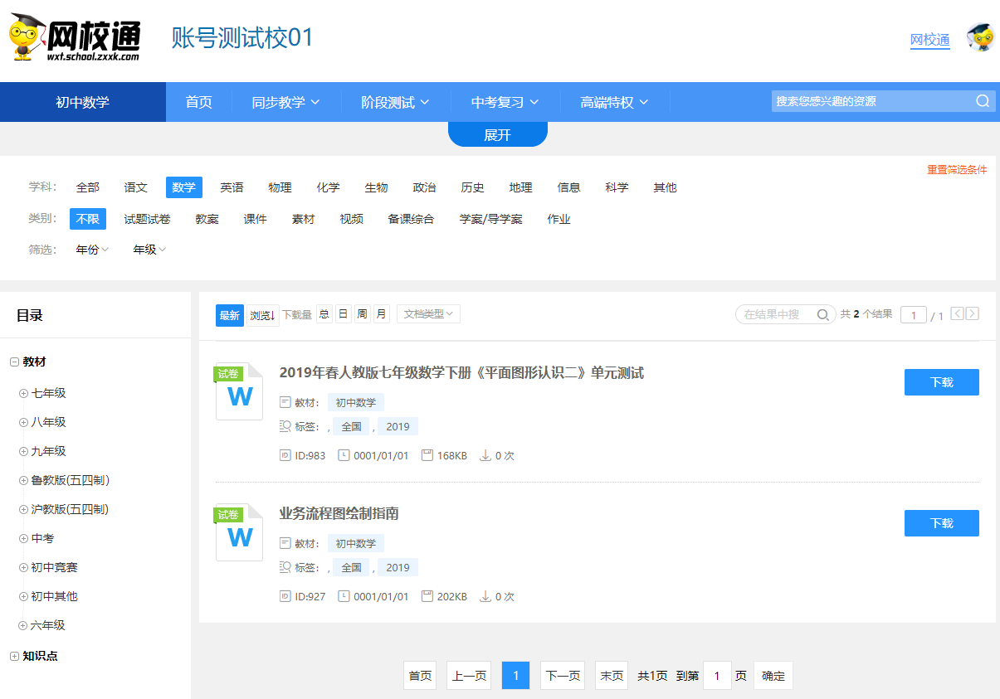 网校通
wxt.school.zxxk.com
账号测试校01
网校通
初中数学 首页 同步教学 阶段测试 中考复习 高端特权 搜索您感兴趣的资源
展开
重置筛选条件
学科： 全部 语文 数学 英语 物理 化学 生物 政治 历史 地理 信息 科学 其他
类别： 不限 试题试卷 教案 课件 素材 视频 备课综合 学案/导学案 作业
筛选： 年份 年级
目录
教材
七年级
八年级
九年级
鲁教版(五四制)
沪教版(五四制)
中考
初中竞赛
初中其他
六年级
知识点
最新 浏览↓ 下载量 总 日 周 月 文档类型 在结果中搜 共 2 个结果 1 / 1
试卷
W
2019年春人教版七年级数学下册《平面图形认识二》单元测试
下载
教材： 初中数学
标签： , 全国 , 2019
ID:983 0001/01/01 168KB 0 次
试卷
W
业务流程图绘制指南
下载
教材： 初中数学
标签： , 全国 , 2019
ID:927 0001/01/01 202KB 0 次
首页 上一页 1 下一页 末页 共1页 到第 1 页 确定